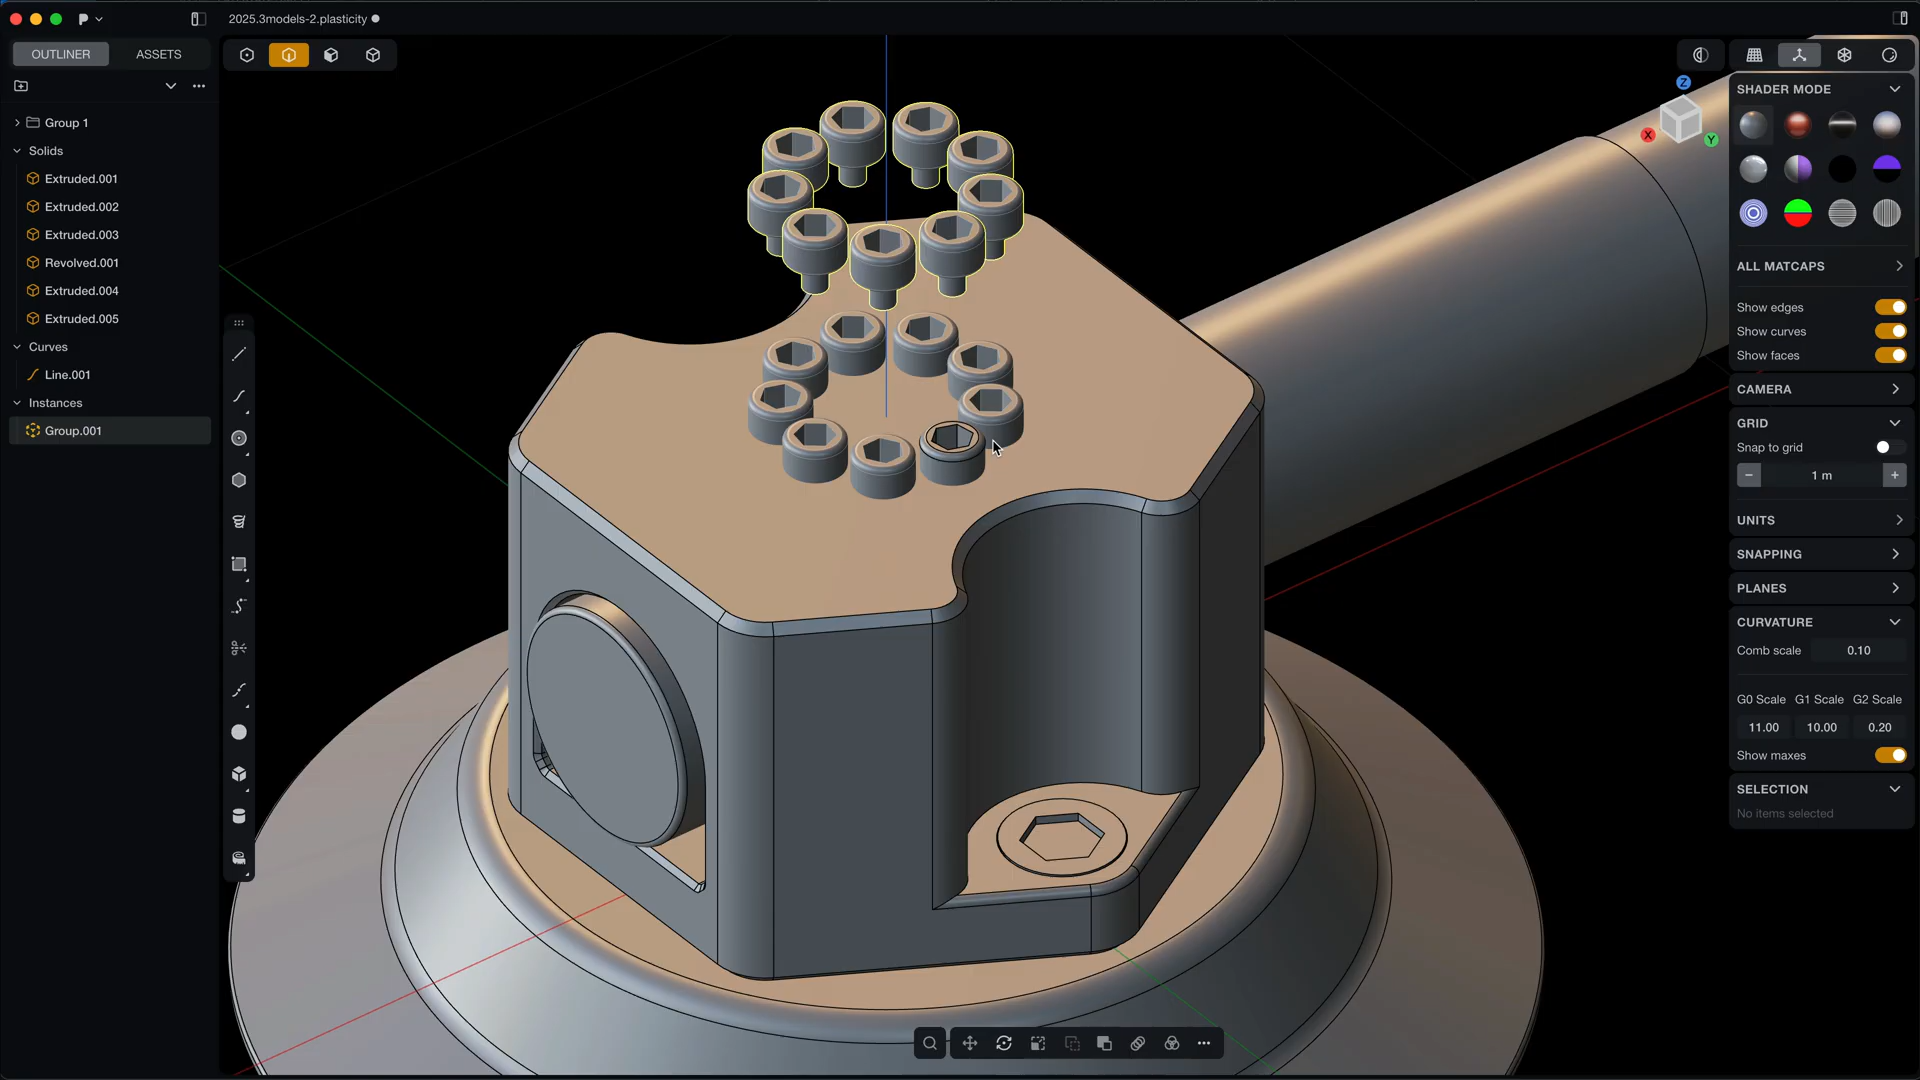 2025.3models-2.plasticity
OUTLINER
ASSETS
Group 1
Solids
Extruded.001
Extruded.002
Extruded.003
Revolved.001
Extruded.004
Extruded.005
Curves
Line.001
Instances
Group.001
Z
X
Y
SHADER MODE
ALL MATCAPS
Show edges
Show curves
Show faces
CAMERA
GRID
Snap to grid
1 m
UNITS
SNAPPING
PLANES
CURVATURE
Comb scale 0.10
G0 Scale G1 Scale G2 Scale
11.00 10.00 0.20
Show maxes
SELECTION
No items selected